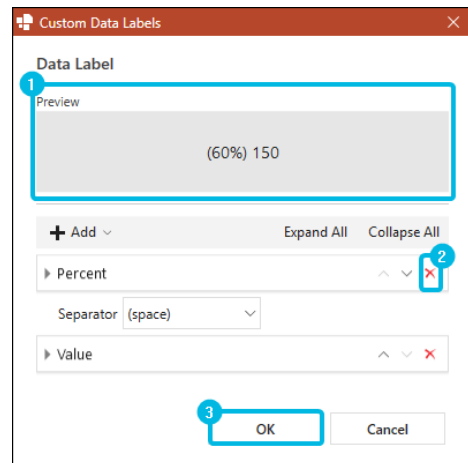 Custom Data Labels
Data Label
1
Preview
(60%) 150
Add
Expand All
Collapse All
2
Percent
Separator (space)
Value
3
OK
Cancel